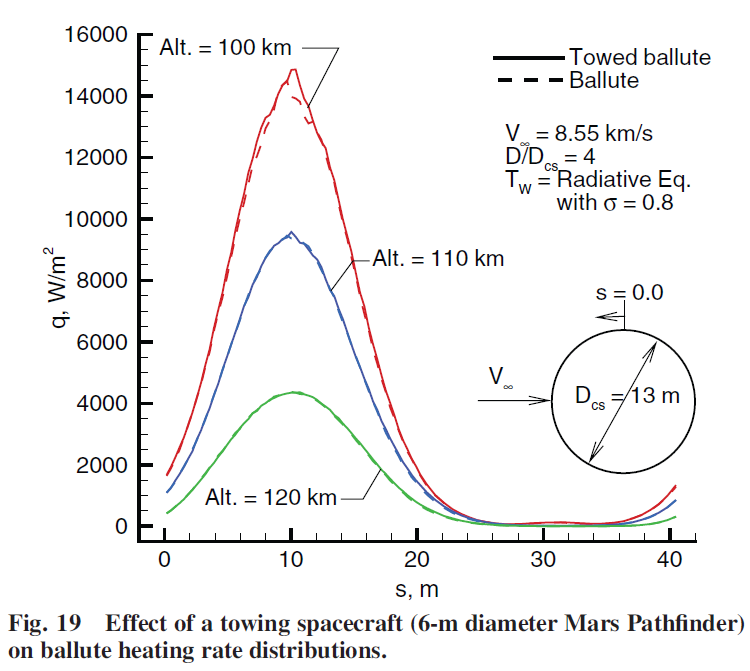 16000
14000
12000
10000
8000
6000
4000
2000
0
q, W/m²
0
10
20
30
40
s, m
Alt. = 100 km
Alt. = 110 km
Alt. = 120 km
Towed ballute
Ballute
V∞ = 8.55 km/s
D/Dcs = 4
Tw = Radiative Eq.
with σ = 0.8
s = 0.0
V∞
Dcs = 13 m
Fig. 19 Effect of a towing spacecraft (6-m diameter Mars Pathfinder)
on ballute heating rate distributions.